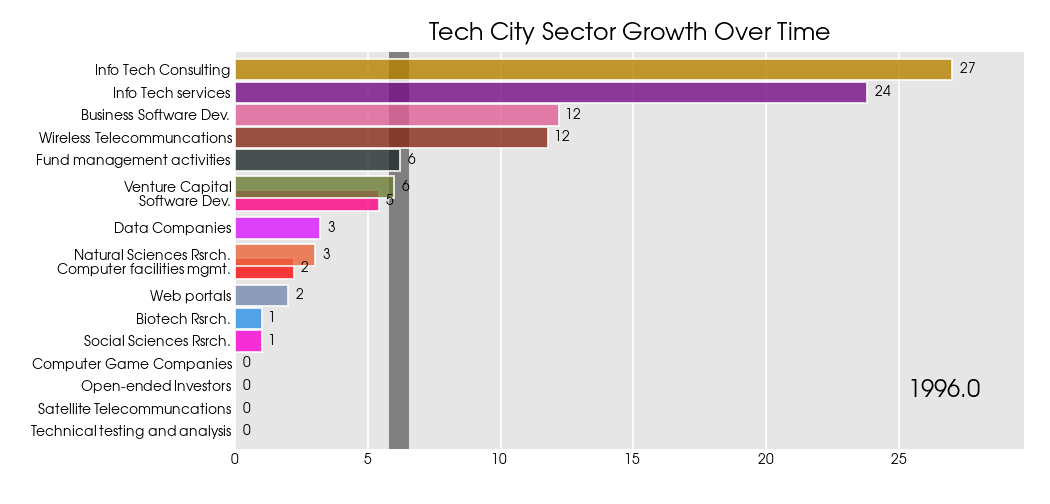 Tech City Sector Growth Over Time
Info Tech Consulting 27
Info Tech services 24
Business Software Dev. 12
Wireless Telecommuncations 12
Fund management activities 6
Venture Capital 6
Software Dev. 5
Data Companies 3
Natural Sciences Rsrch. 3
Computer facilities mgmt. 2
Web portals 2
Biotech Rsrch. 1
Social Sciences Rsrch. 1
Computer Game Companies 0
Open-ended Investors 0
1996.0
Satellite Telecommuncations 0
Technical testing and analysis 0
0 5 10 15 20 25